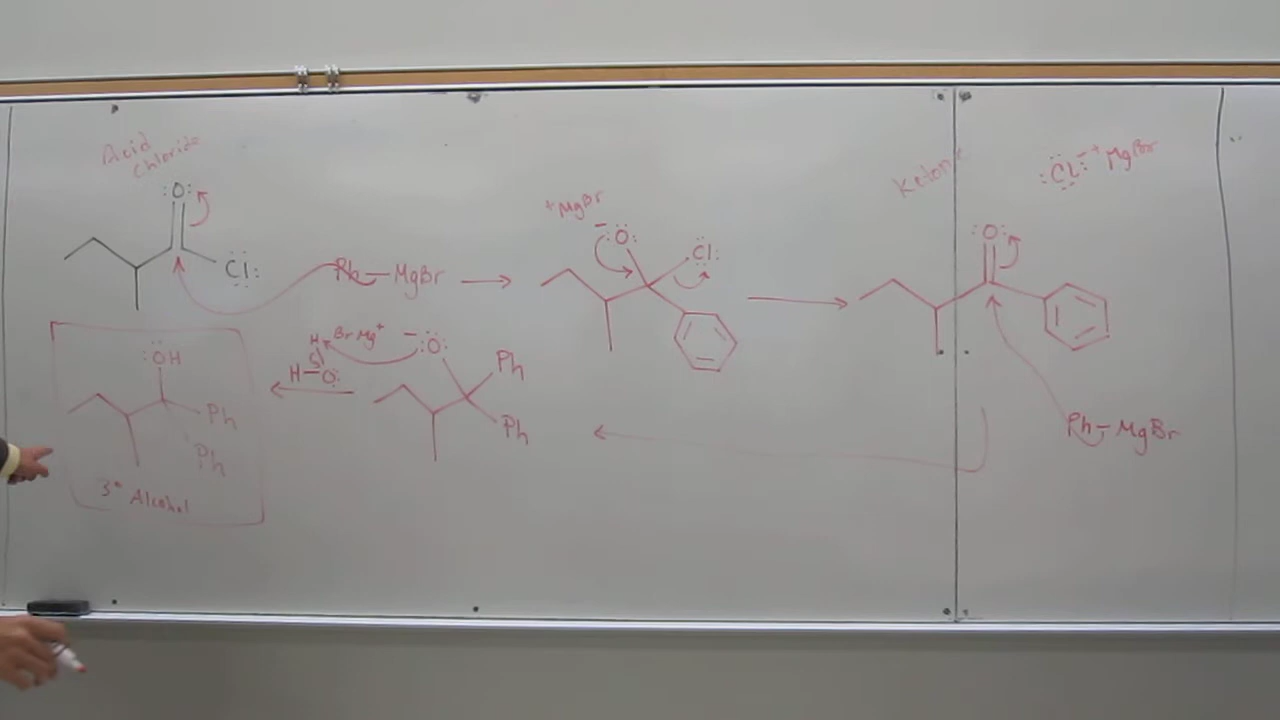 Acid
Chloride
:O:
Cl:
Ph—MgBr
+MgBr
−:O:
Cl:
Ketone
:Cl:− +MgBr
:O:
Ph—MgBr
H BrMg+ −:O:
H—O:
Ph
Ph
:OH
Ph
Ph
3° Alcohol